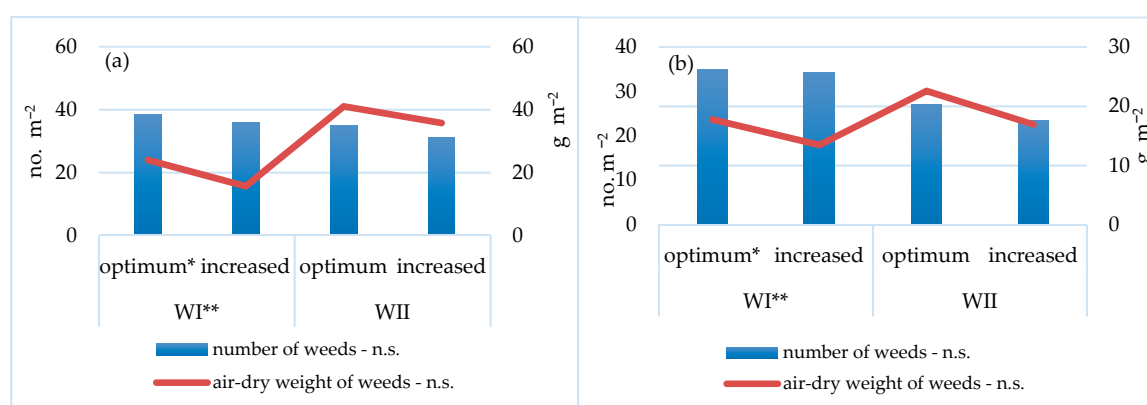 (a)
60
40
20
0
no. m⁻²
60
40
20
0
g m⁻²
optimum* increased optimum increased
WI** WII
number of weeds - n.s.
air-dry weight of weeds - n.s.
(b)
40
30
20
10
0
no. m⁻²
30
20
10
0
g m⁻²
optimum* increased optimum increased
WI** WII
number of weeds - n.s.
air-dry weight of weeds - n.s.